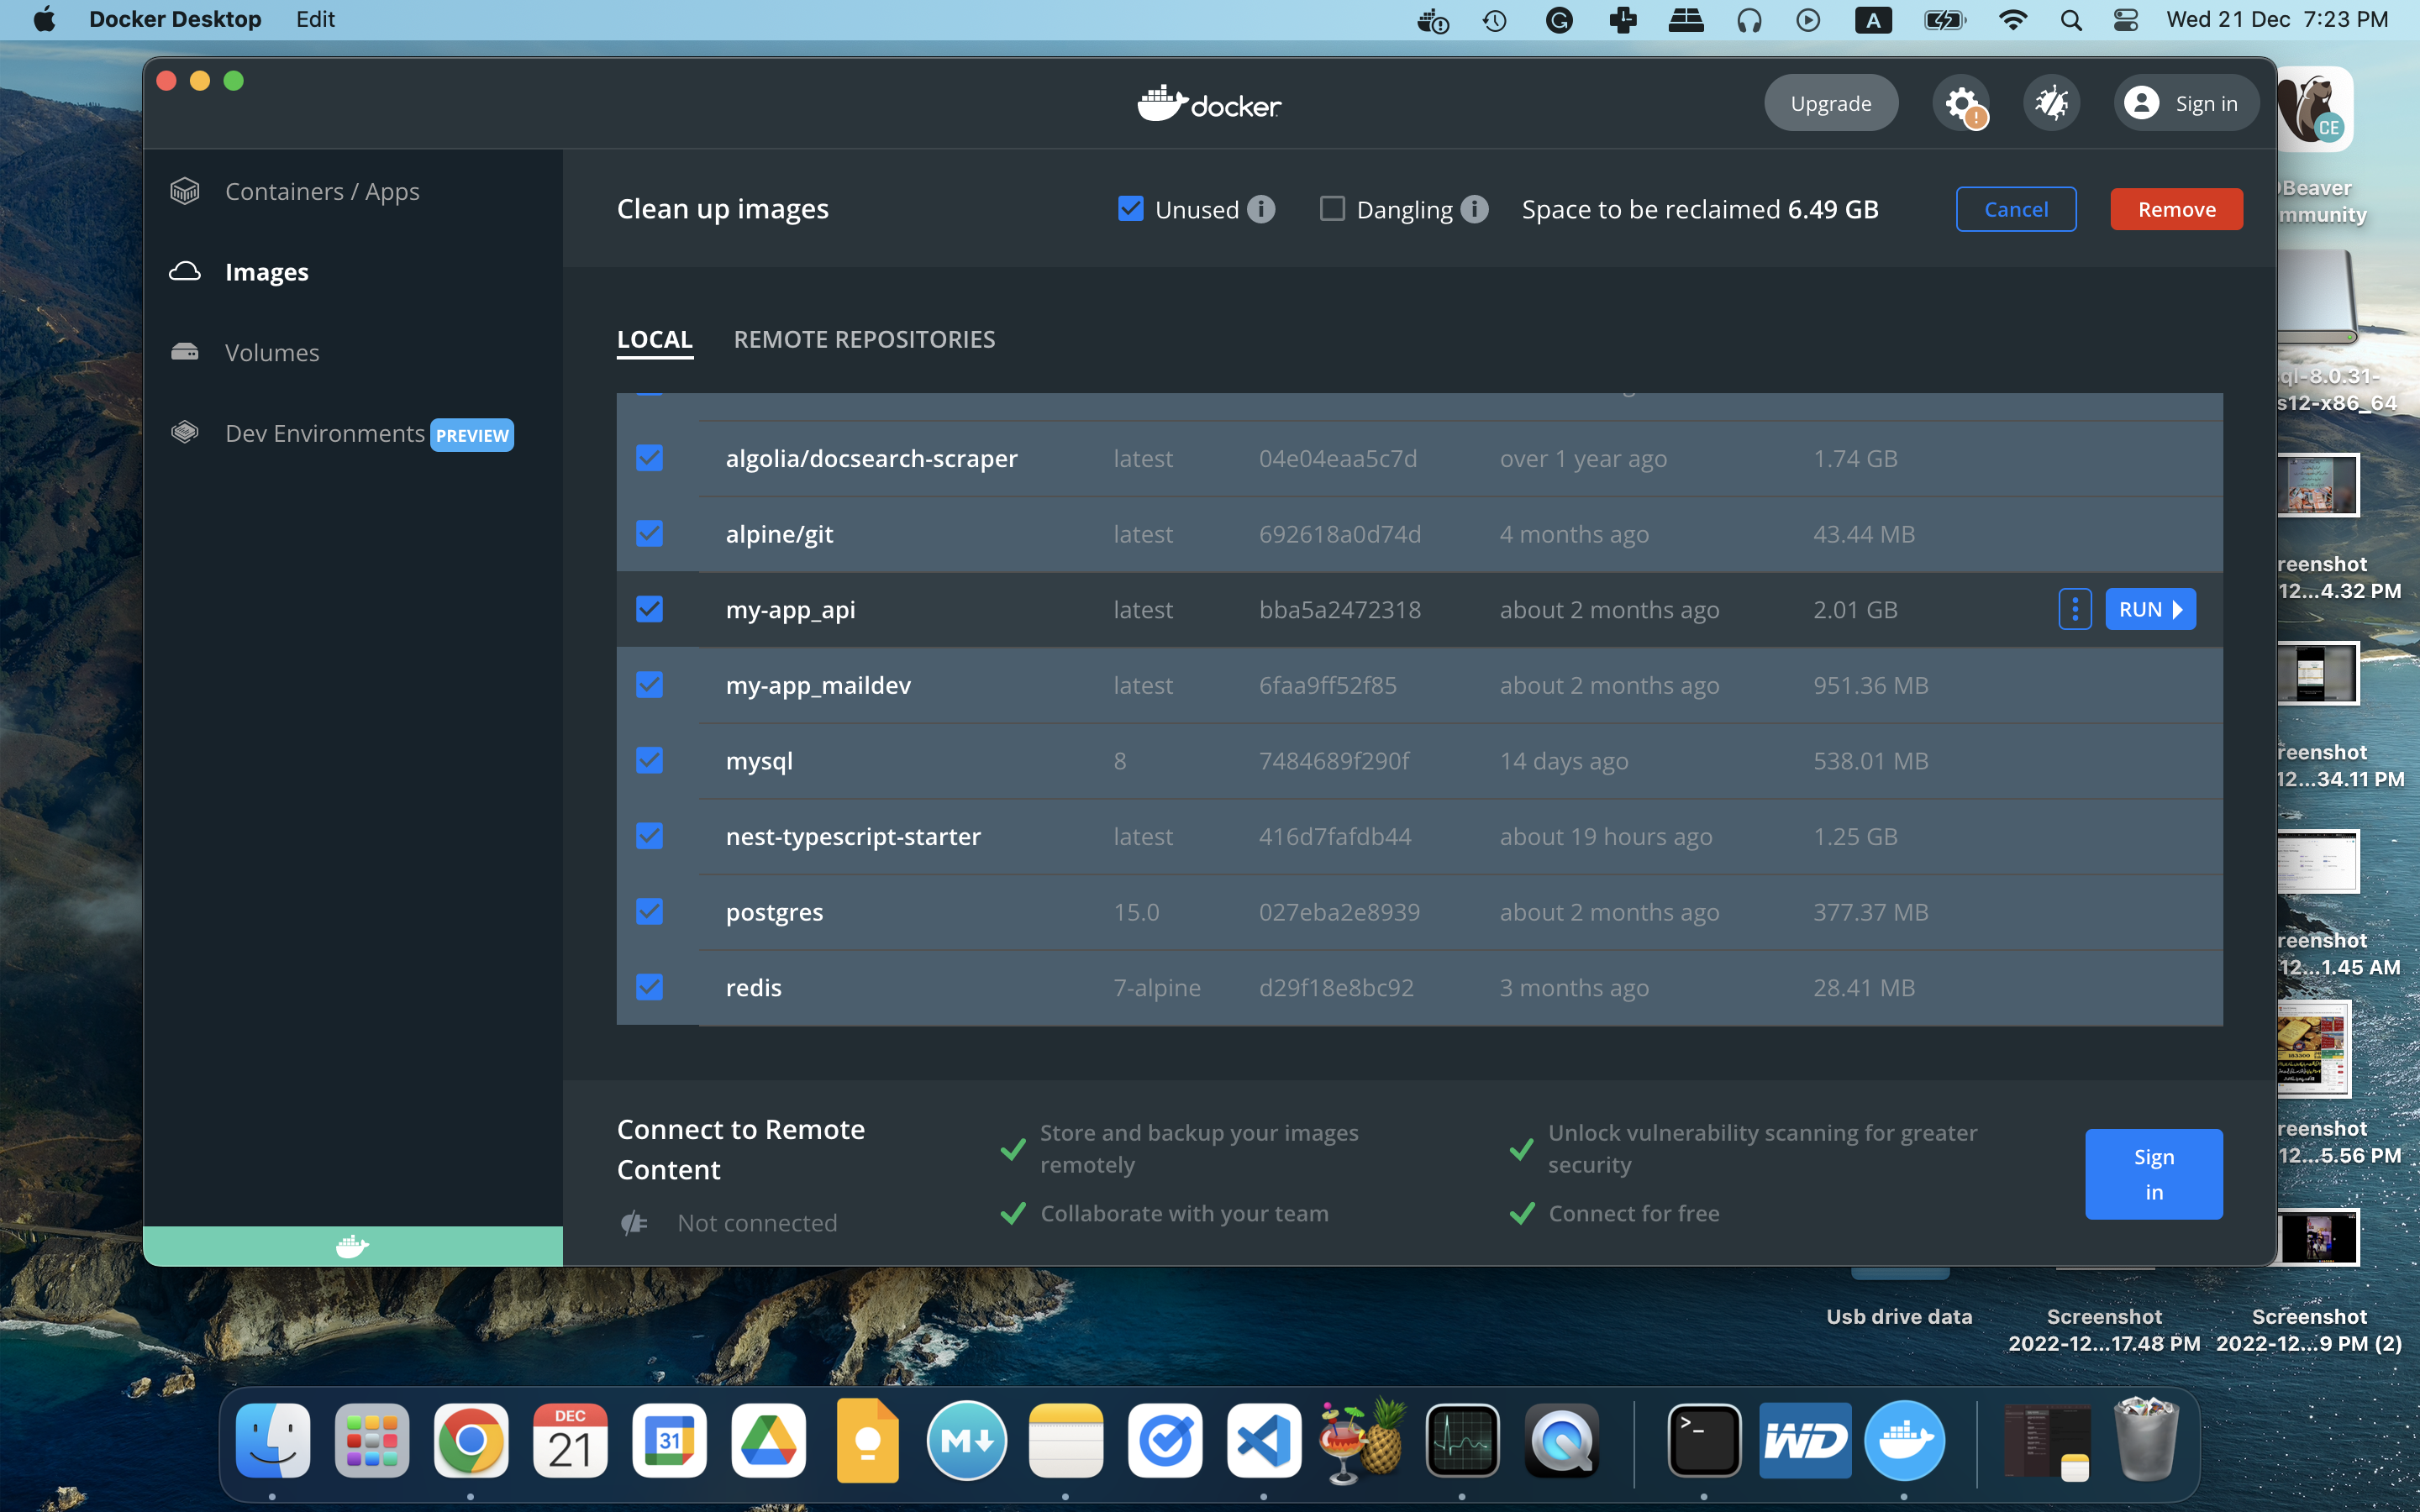 Docker Desktop Edit
A Wed 21 Dec 7:23 PM
docker
Upgrade
Sign in
Containers / Apps
Images
Volumes
Dev Environments PREVIEW
Clean up images
Unused
Dangling
Space to be reclaimed 6.49 GB
Cancel
Remove
LOCAL REMOTE REPOSITORIES
algolia/docsearch-scraper latest 04e04eaa5c7d over 1 year ago 1.74 GB
alpine/git latest 692618a0d74d 4 months ago 43.44 MB
my-app_api latest bba5a2472318 about 2 months ago 2.01 GB RUN
my-app_maildev latest 6faa9ff52f85 about 2 months ago 951.36 MB
mysql 8 7484689f290f 14 days ago 538.01 MB
nest-typescript-starter latest 416d7fafdb44 about 19 hours ago 1.25 GB
postgres 15.0 027eba2e8939 about 2 months ago 377.37 MB
redis 7-alpine d29f18e8bc92 3 months ago 28.41 MB
Connect to Remote
Content
Not connected
Store and backup your images
remotely
Collaborate with your team
Unlock vulnerability scanning for greater
security
Connect for free
Sign
in
CE
Beaver
mmunity
ql-8.0.31-
s12-x86_64
reenshot
12...4.32 PM
reenshot
12...34.11 PM
reenshot
12...1.45 AM
reenshot
12...5.56 PM
Usb drive data
Screenshot
2022-12...17.48 PM
Screenshot
2022-12...9 PM (2)
DEC
21
31
M
WD